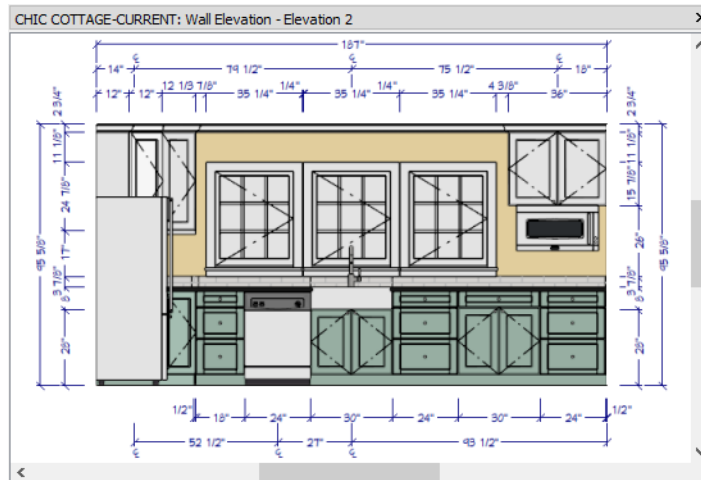 CHIC COTTAGE-CURRENT: Wall Elevation - Elevation 2
187"
14" 79 1/2" 75 1/2" 18"
12" 12" 12 1/3 7/8" 35 1/4" 1/4" 35 1/4" 1/4" 35 1/4" 4 3/8" 36"
2 3/4" 2 3/4"
11 1/8" 11 1/8"
24 7/8" 15 7/8"
95 5/8" 17" 26" 95 5/8"
3 7/8" 3 7/8"
8 8
28" 28"
1/2" 18" 24" 30" 24" 30" 24" 1/2"
52 1/2" 27" 93 1/2"